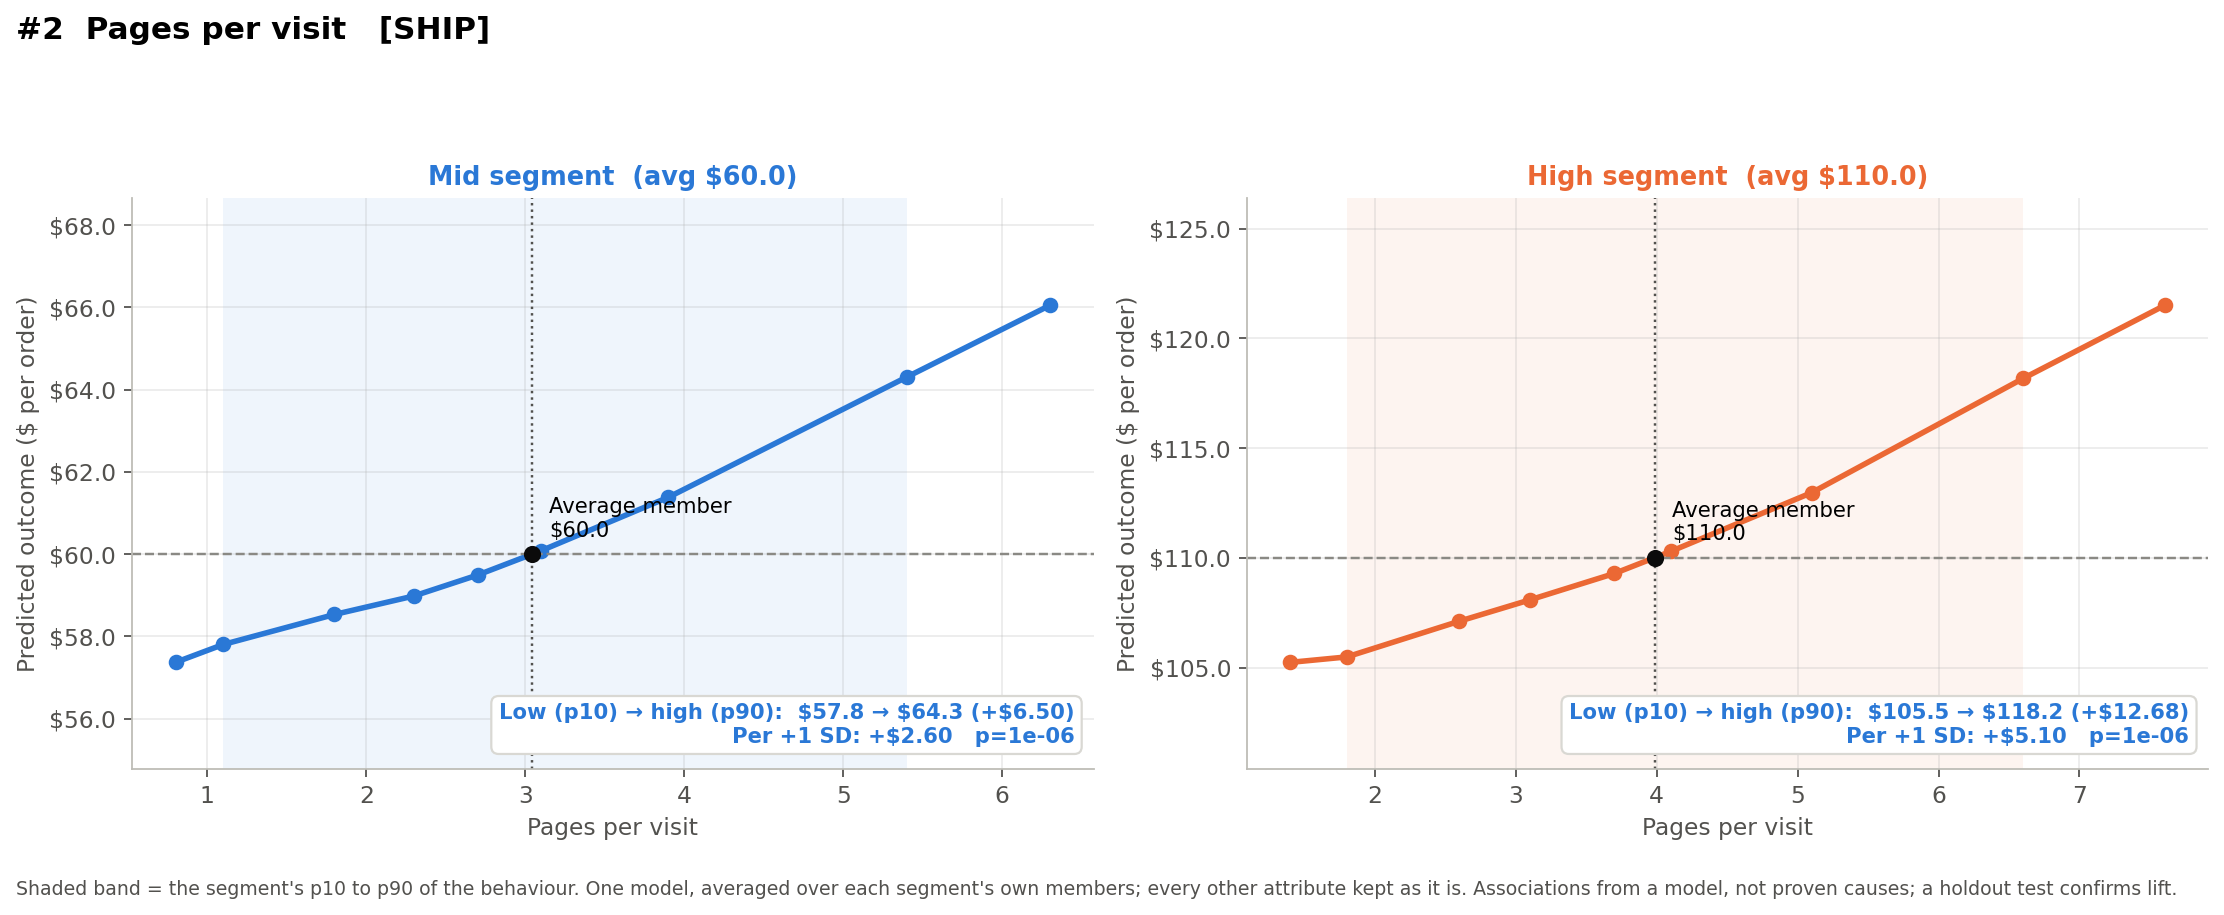 #2  Pages per visit   [SHIP]
Mid segment  (avg $60.0)
Predicted outcome ($ per order)
$68.0
$66.0
$64.0
$62.0
$60.0
$58.0
$56.0
Average member
$60.0
Low (p10) → high (p90):  $57.8 → $64.3 (+$6.50)
Per +1 SD: +$2.60   p=1e-06
1 2 3 4 5 6
Pages per visit
High segment  (avg $110.0)
Predicted outcome ($ per order)
$125.0
$120.0
$115.0
$110.0
$105.0
Average member
$110.0
Low (p10) → high (p90):  $105.5 → $118.2 (+$12.68)
Per +1 SD: +$5.10   p=1e-06
2 3 4 5 6 7
Pages per visit
Shaded band = the segment's p10 to p90 of the behaviour. One model, averaged over each segment's own members; every other attribute kept as it is. Associations from a model, not proven causes; a holdout test confirms lift.